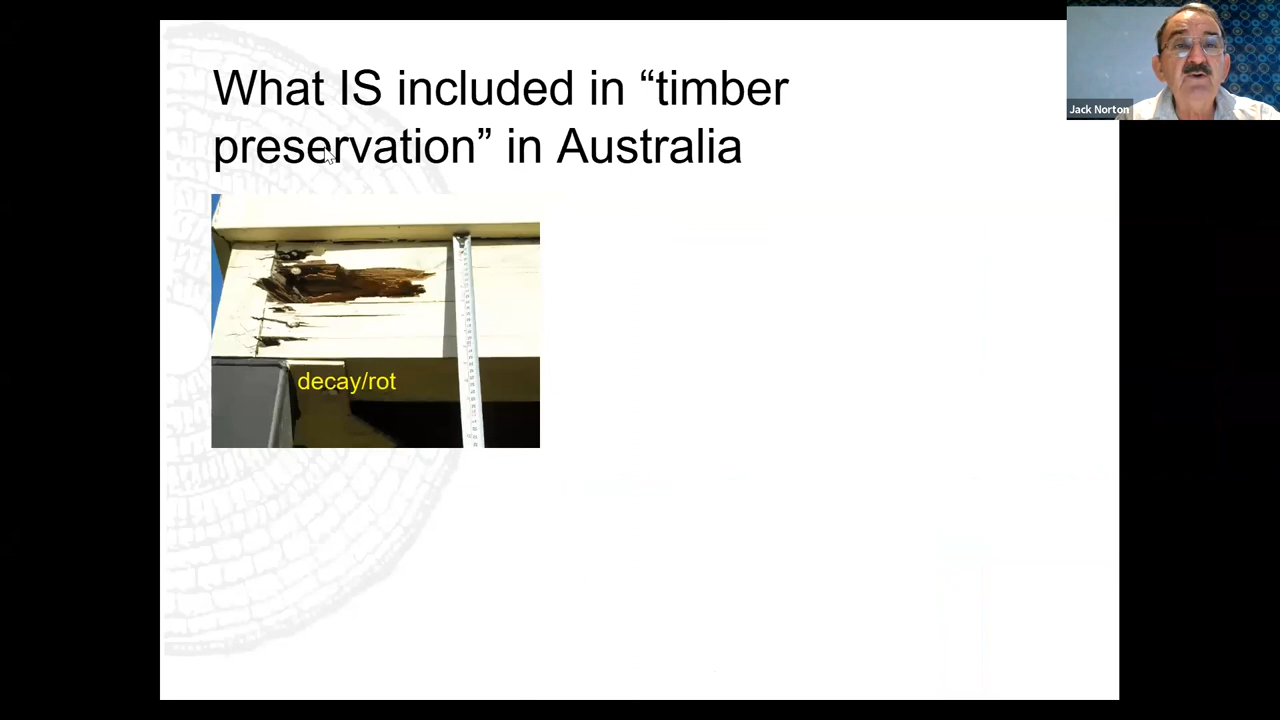 What IS included in “timber
preservation” in Australia
decay/rot
Jack Norton